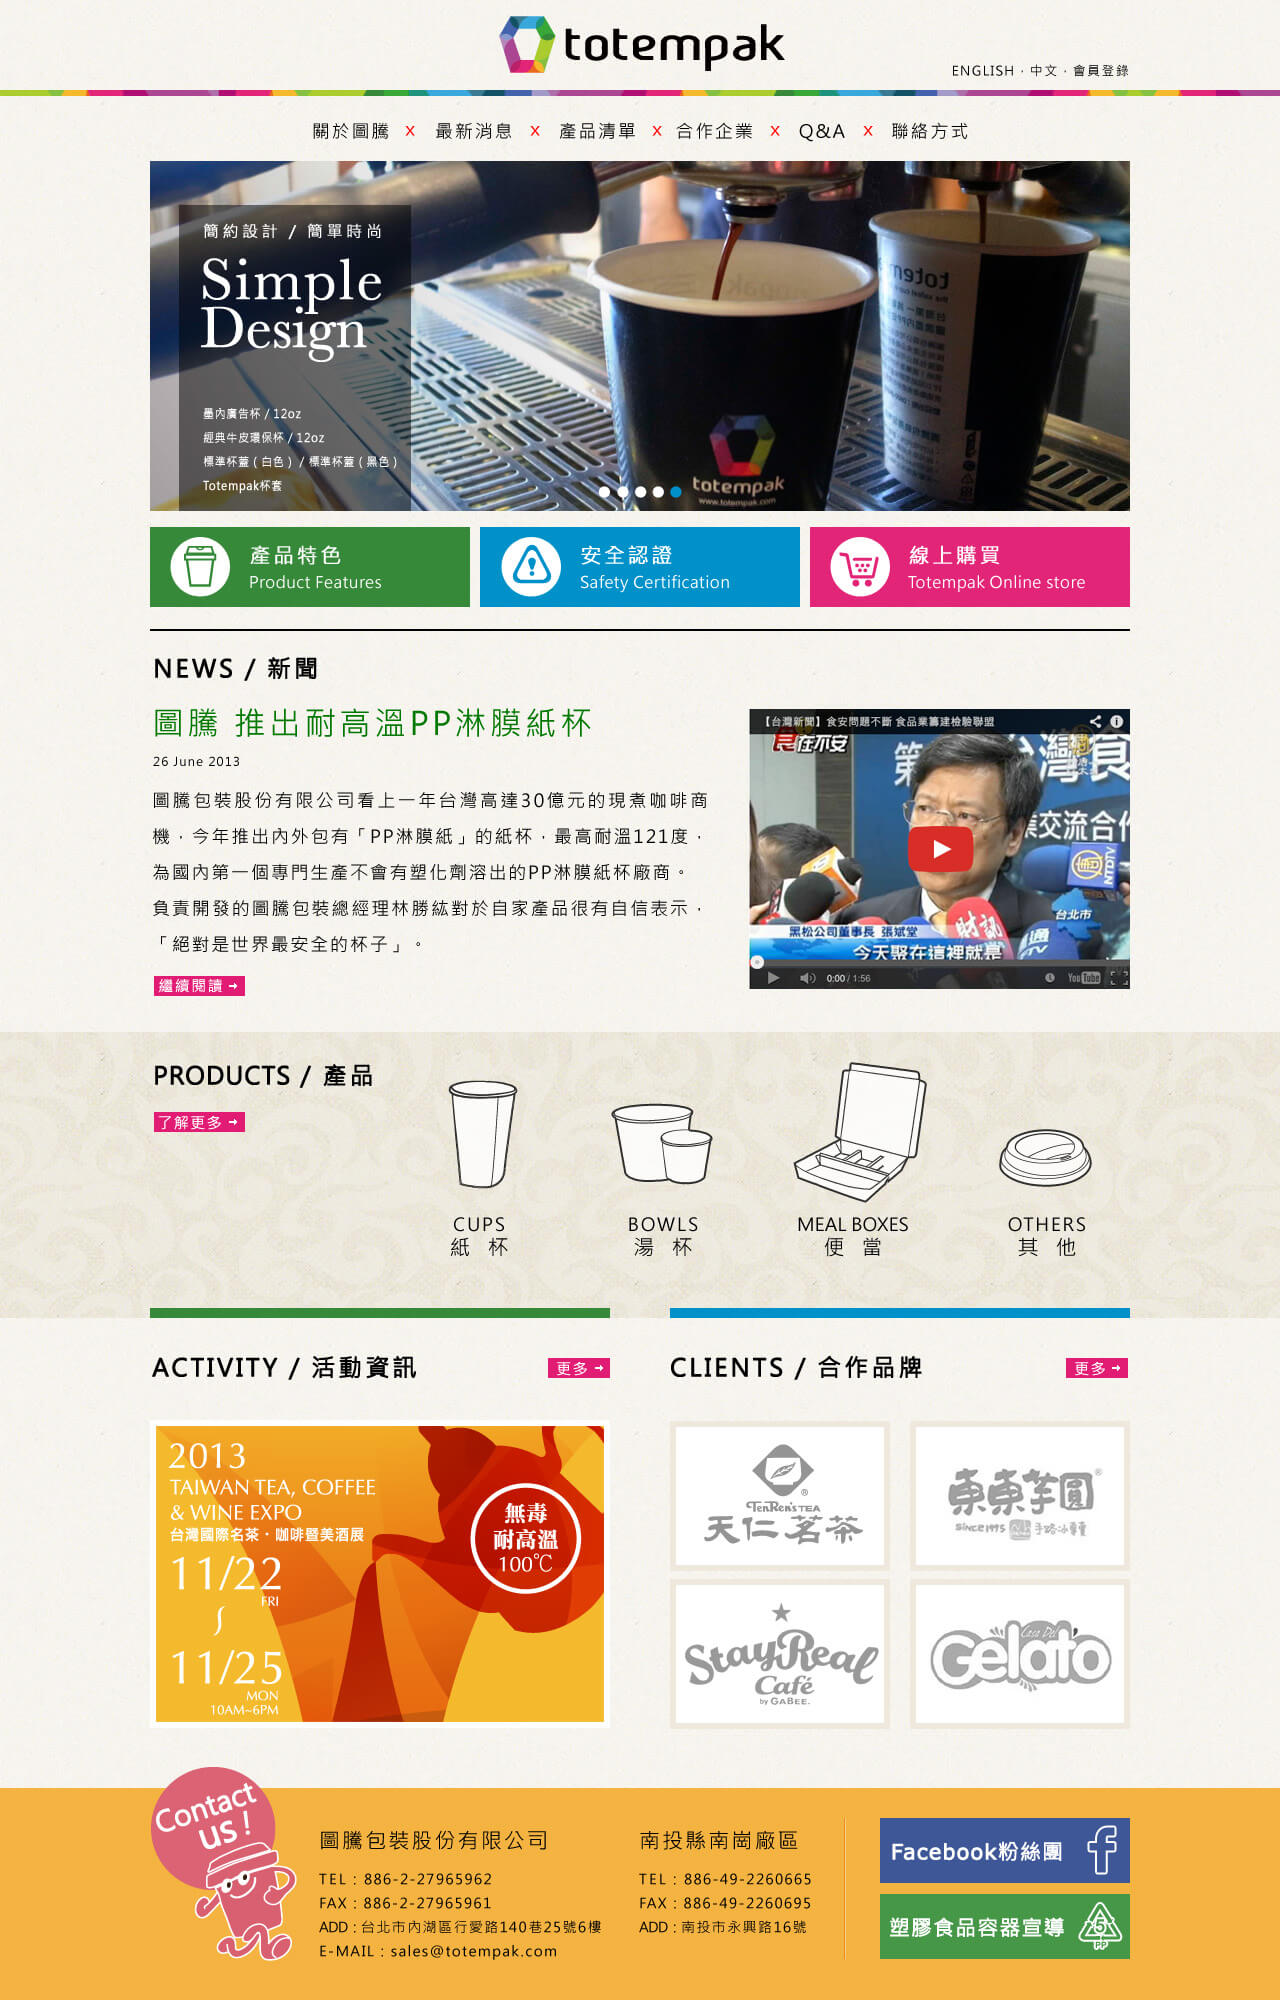 totempak
ENGLISH · 中文 · 會員登錄
關於圖騰 x 最新消息 x 產品清單 x 合作企業 x Q&A x 聯絡方式
簡約設計 / 簡單時尚
Simple
Design
墨內廣告杯 / 12oz
經典牛皮環保杯 / 12oz
標準杯蓋 ( 白色 ) / 標準杯蓋 ( 黑色 )
Totempak杯套
totempak
www.totempak.com
產品特色
Product Features
安全認證
Safety Certification
線上購買
Totempak Online store
NEWS / 新聞
圖騰 推出耐高溫PP淋膜紙杯
26 June 2013
圖騰包裝股份有限公司看上一年台灣高達30億元的現煮咖啡商
機，今年推出內外包有「PP淋膜紙」的紙杯，最高耐溫121度，
為國內第一個專門生產不會有塑化劑溶出的PP淋膜紙杯廠商。
負責開發的圖騰包裝總經理林勝紘對於自家產品很有自信表示，
「絕對是世界最安全的杯子」。
繼續閱讀
【台灣新聞】食安問題不斷 食品業籌建檢驗聯盟
食在不安
台北市
財訊
NTDTV
黑松公司董事長 張斌堂
今天聚在這裡就是
0:00 / 1:56
YouTube
PRODUCTS / 產品
了解更多
CUPS
紙 杯
BOWLS
湯 杯
MEAL BOXES
便 當
OTHERS
其 他
ACTIVITY / 活動資訊
更多
CLIENTS / 合作品牌
更多
2013
TAIWAN TEA, COFFEE
& WINE EXPO
台灣國際名茶・咖啡暨美酒展
11/22
FRI
11/25
MON
10AM~6PM
無毒
耐高溫
100℃
TenRen's TEA
天仁茗茶
東東芋圓
SINCE 1995
StayReal
Café
by GABEE.
Casa Del
Gelato
Contact
us!
圖騰包裝股份有限公司
TEL : 886-2-27965962
FAX : 886-2-27965961
ADD : 台北市內湖區行愛路140巷25號6樓
E-MAIL : sales@totempak.com
南投縣南崗廠區
TEL : 886-49-2260665
FAX : 886-49-2260695
ADD : 南投市永興路16號
Facebook粉絲團
塑膠食品容器宣導
5
PP